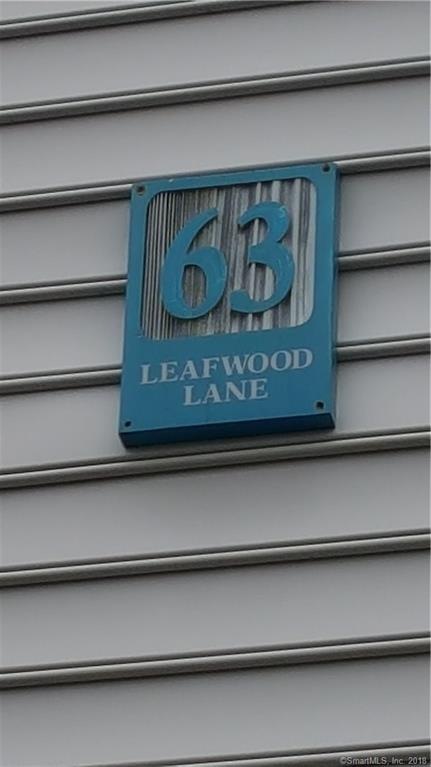 63
LEAFWOOD
LANE
©SmartMLS, Inc. 2018